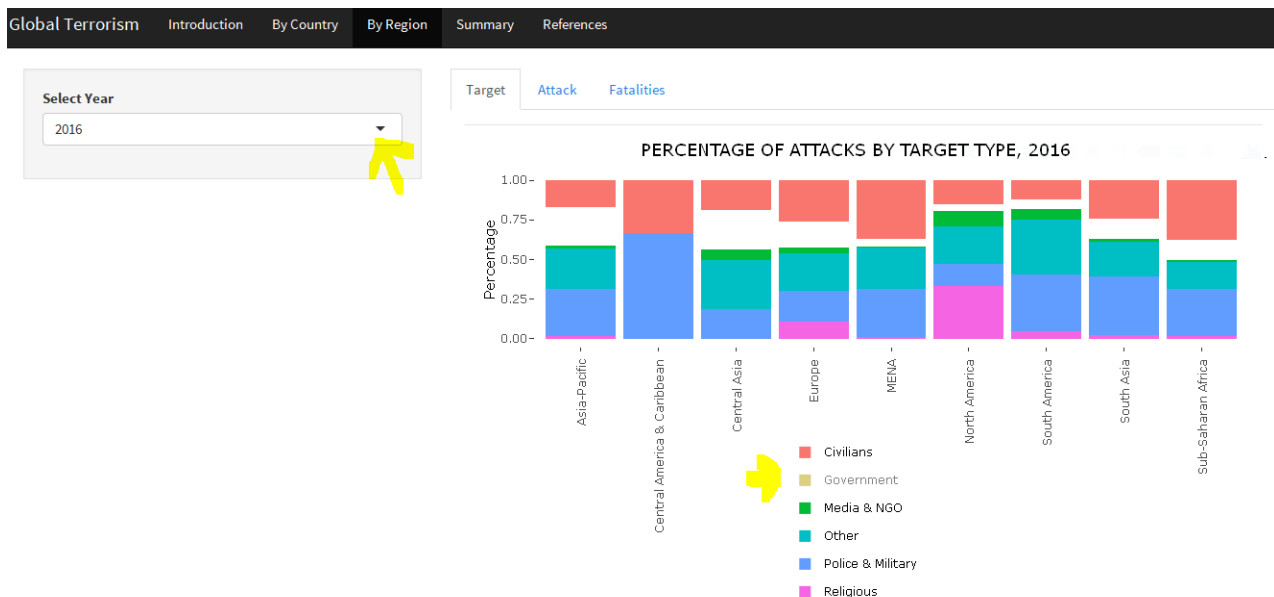 Global Terrorism Introduction By Country By Region Summary References
Select Year
2016
Target Attack Fatalities
PERCENTAGE OF ATTACKS BY TARGET TYPE, 2016
Percentage
1.00
0.75
0.50
0.25
0.00
Asia-Pacific
Central America & Caribbean
Central Asia
Europe
MENA
North America
South America
South Asia
Sub-Saharan Africa
Civilians
Government
Media & NGO
Other
Police & Military
Religious